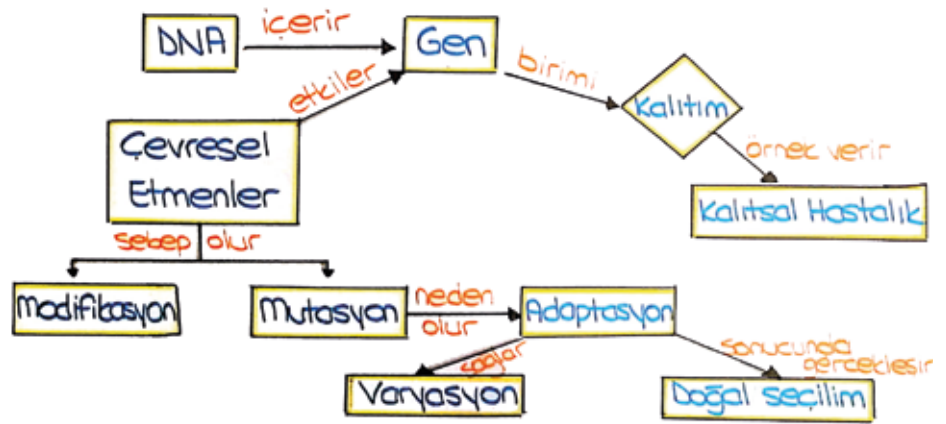 DNA
içerir
Gen
etkiler
birimi
Kalıtım
örnek verir
Kalıtsal Hastalık
Çevresel
Etmenler
sebep olur
Modifikasyon
Mutasyon
neden
olur
Adaptasyon
sağlar
Varyasyon
sonucunda
gerçekleşir
Doğal seçilim